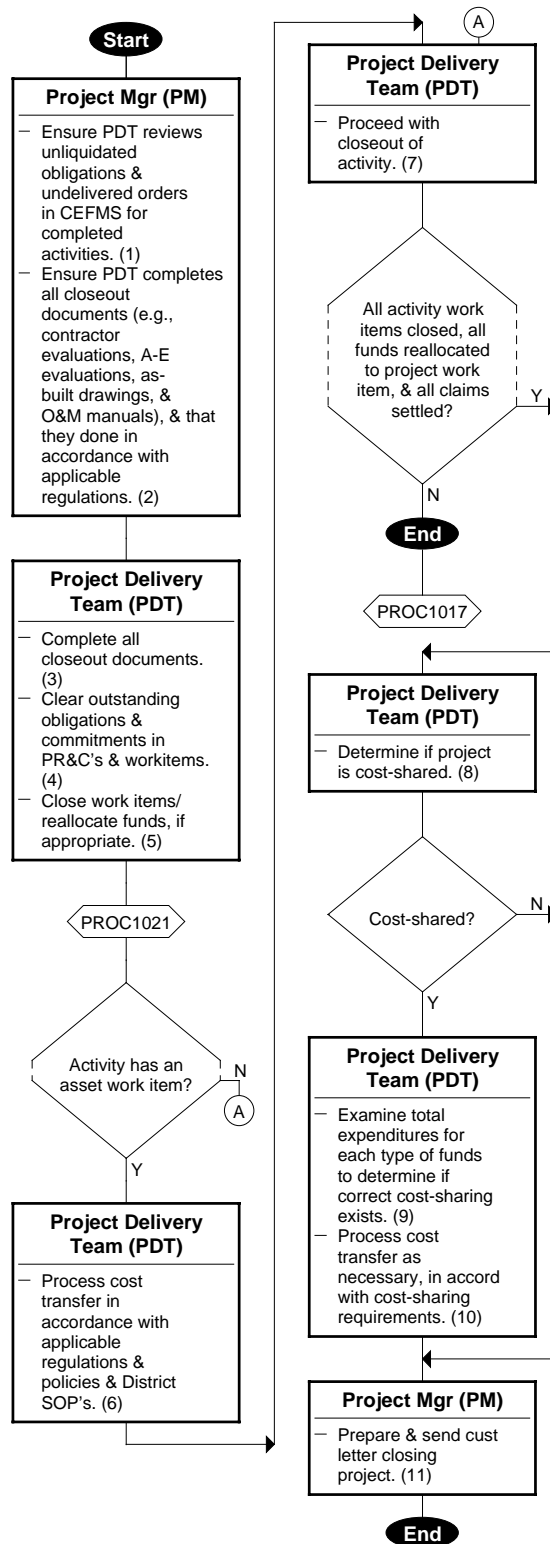 Start
Project Mgr (PM)
– Ensure PDT reviews
unliquidated
obligations &
undelivered orders
in CEFMS for
completed
activities. (1)
– Ensure PDT completes
all closeout
documents (e.g.,
contractor
evaluations, A-E
evaluations, as-
built drawings, &
O&M manuals), & that
they done in
accordance with
applicable
regulations. (2)
Project Delivery
Team (PDT)
– Complete all
closeout documents.
(3)
– Clear outstanding
obligations &
commitments in
PR&C's & workitems.
(4)
– Close work items/
reallocate funds, if
appropriate. (5)
PROC1021
Activity has an
asset work item?
N
A
Y
Project Delivery
Team (PDT)
– Process cost
transfer in
accordance with
applicable
regulations &
policies & District
SOP's. (6)
A
Project Delivery
Team (PDT)
– Proceed with
closeout of
activity. (7)
All activity work
items closed, all
funds reallocated
to project work
item, & all claims
settled?
Y
N
End
PROC1017
Project Delivery
Team (PDT)
– Determine if project
is cost-shared. (8)
Cost-shared?
N
Y
Project Delivery
Team (PDT)
– Examine total
expenditures for
each type of funds
to determine if
correct cost-sharing
exists. (9)
– Process cost
transfer as
necessary, in accord
with cost-sharing
requirements. (10)
Project Mgr (PM)
– Prepare & send cust
letter closing
project. (11)
End